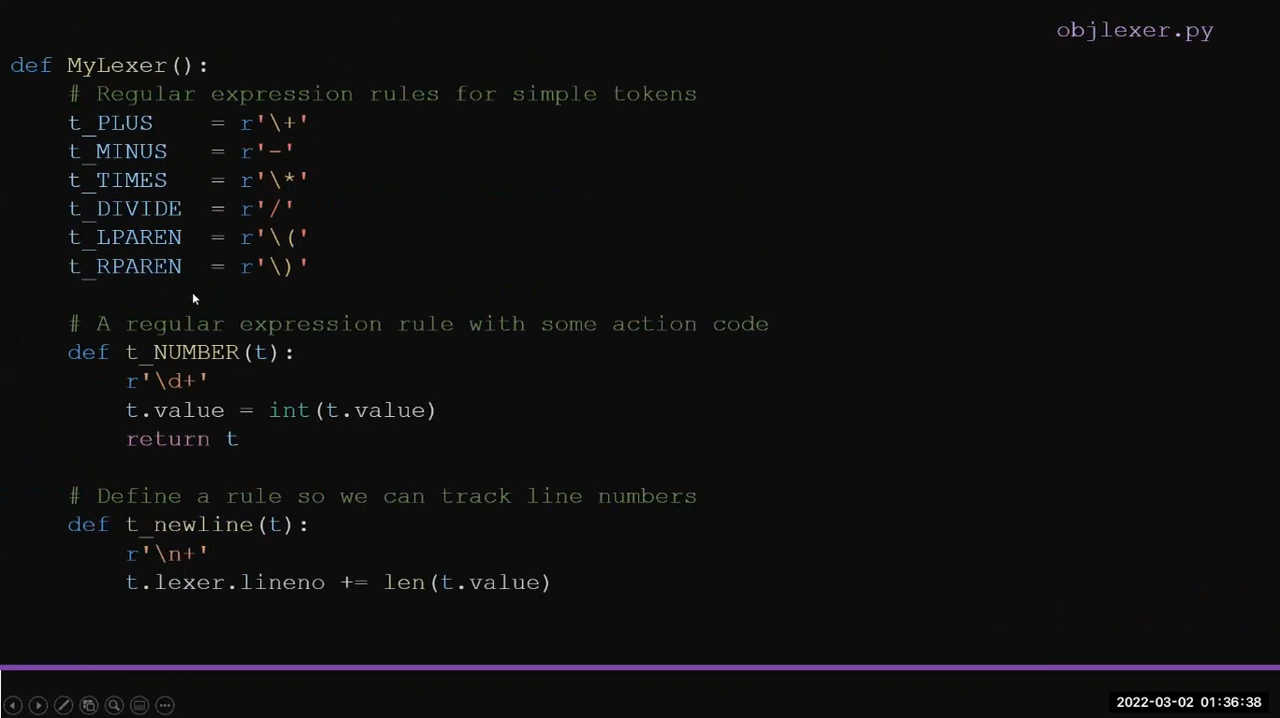 objlexer.py
def MyLexer():
    # Regular expression rules for simple tokens
    t_PLUS    = r'\+'
    t_MINUS   = r'-'
    t_TIMES   = r'\*'
    t_DIVIDE  = r'/'
    t_LPAREN  = r'\('
    t_RPAREN  = r'\)'
    # A regular expression rule with some action code
    def t_NUMBER(t):
        r'\d+'
        t.value = int(t.value)
        return t
    # Define a rule so we can track line numbers
    def t_newline(t):
        r'\n+'
        t.lexer.lineno += len(t.value)
2022-03-02 01:36:38